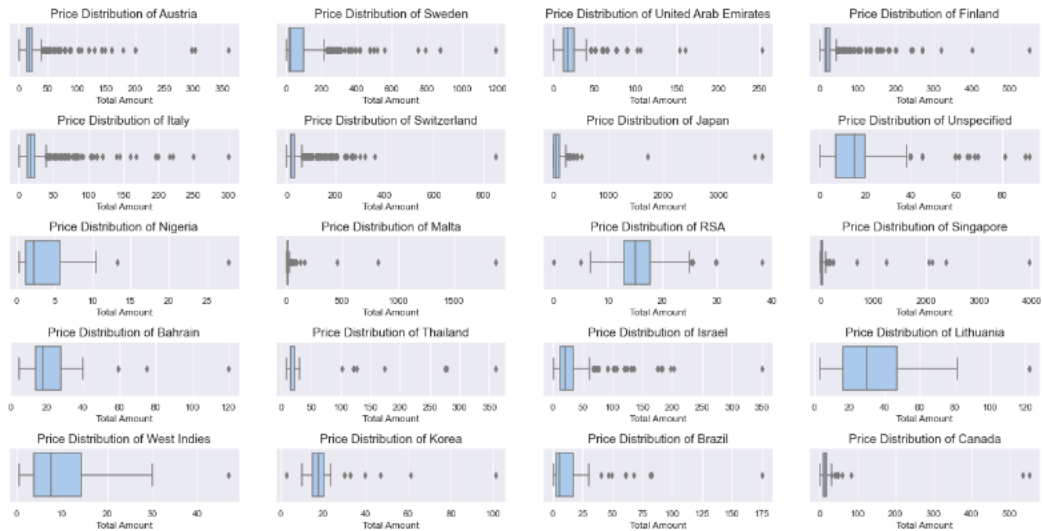 Price Distribution of Austria
0 50 100 150 200 250 300 350
Total Amount
Price Distribution of Sweden
0 200 400 600 800 1000 1200
Total Amount
Price Distribution of United Arab Emirates
0 50 100 150 200 250
Total Amount
Price Distribution of Finland
0 100 200 300 400 500
Total Amount
Price Distribution of Italy
0 50 100 150 200 250 300
Total Amount
Price Distribution of Switzerland
0 200 400 600 800
Total Amount
Price Distribution of Japan
0 1000 2000 3000
Total Amount
Price Distribution of Unspecified
0 20 40 60 80
Total Amount
Price Distribution of Nigeria
0 5 10 15 20 25
Total Amount
Price Distribution of Malta
0 500 1000 1500
Total Amount
Price Distribution of RSA
0 10 20 30 40
Total Amount
Price Distribution of Singapore
0 1000 2000 3000 4000
Total Amount
Price Distribution of Bahrain
0 20 40 60 80 100 120
Total Amount
Price Distribution of Thailand
0 50 100 150 200 250 300 350
Total Amount
Price Distribution of Israel
0 50 100 150 200 250 300 350
Total Amount
Price Distribution of Lithuania
0 20 40 60 80 100 120
Total Amount
Price Distribution of West Indies
0 10 20 30 40
Total Amount
Price Distribution of Korea
0 20 40 60 80 100
Total Amount
Price Distribution of Brazil
0 25 50 75 100 125 150 175
Total Amount
Price Distribution of Canada
0 100 200 300 400 500
Total Amount